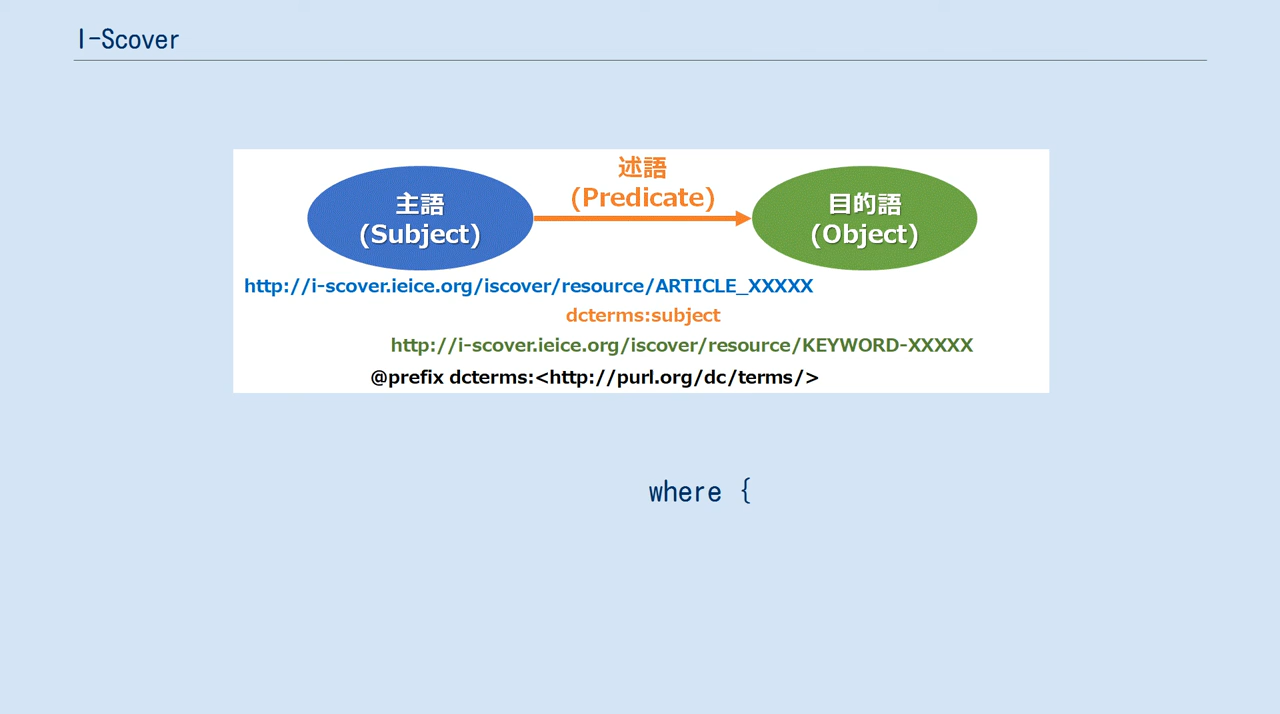 I-Scover
述語
(Predicate)
主語
(Subject)
目的語
(Object)
http://i-scover.ieice.org/iscover/resource/ARTICLE_XXXXX
dcterms:subject
http://i-scover.ieice.org/iscover/resource/KEYWORD-XXXXX
@prefix dcterms:<http://purl.org/dc/terms/>
where {